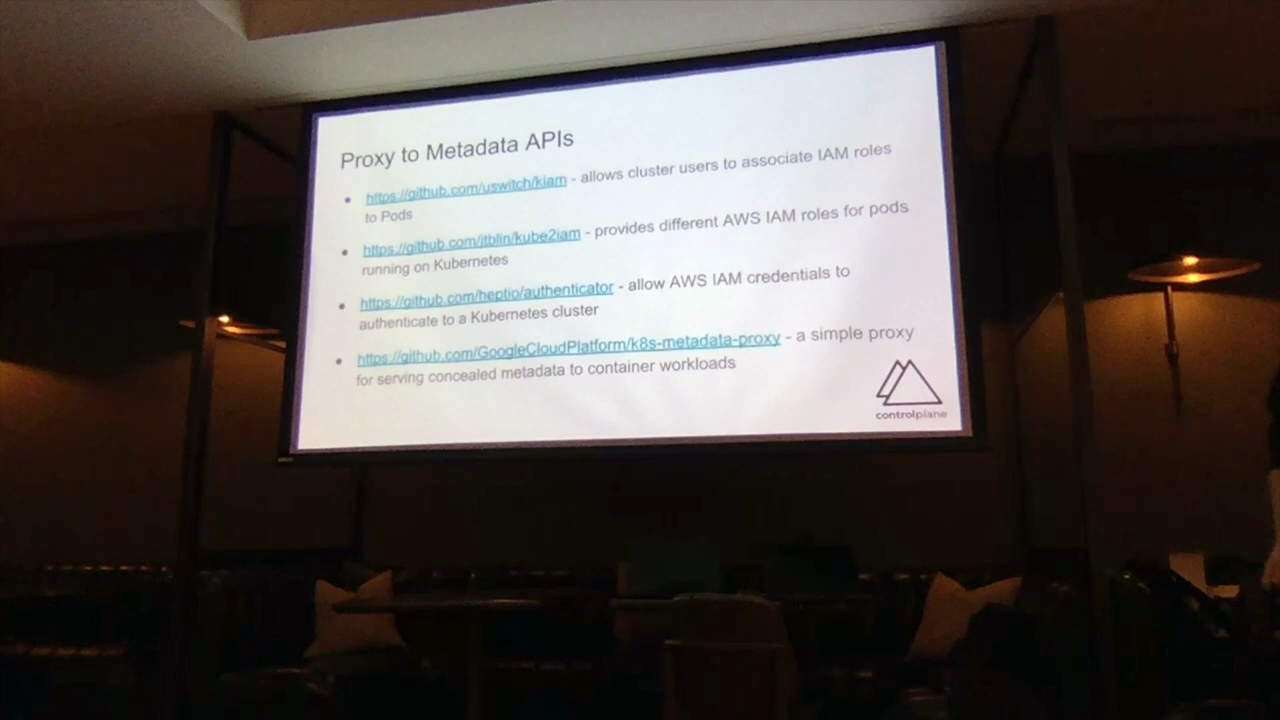 Proxy to Metadata APIs
https://github.com/uswitch/kiam - allows cluster users to associate IAM roles
to Pods
https://github.com/jtblin/kube2iam - provides different AWS IAM roles for pods
running on Kubernetes
https://github.com/heptio/authenticator - allow AWS IAM credentials to
authenticate to a Kubernetes cluster
https://github.com/GoogleCloudPlatform/k8s-metadata-proxy - a simple proxy
for serving concealed metadata to container workloads
controlplane